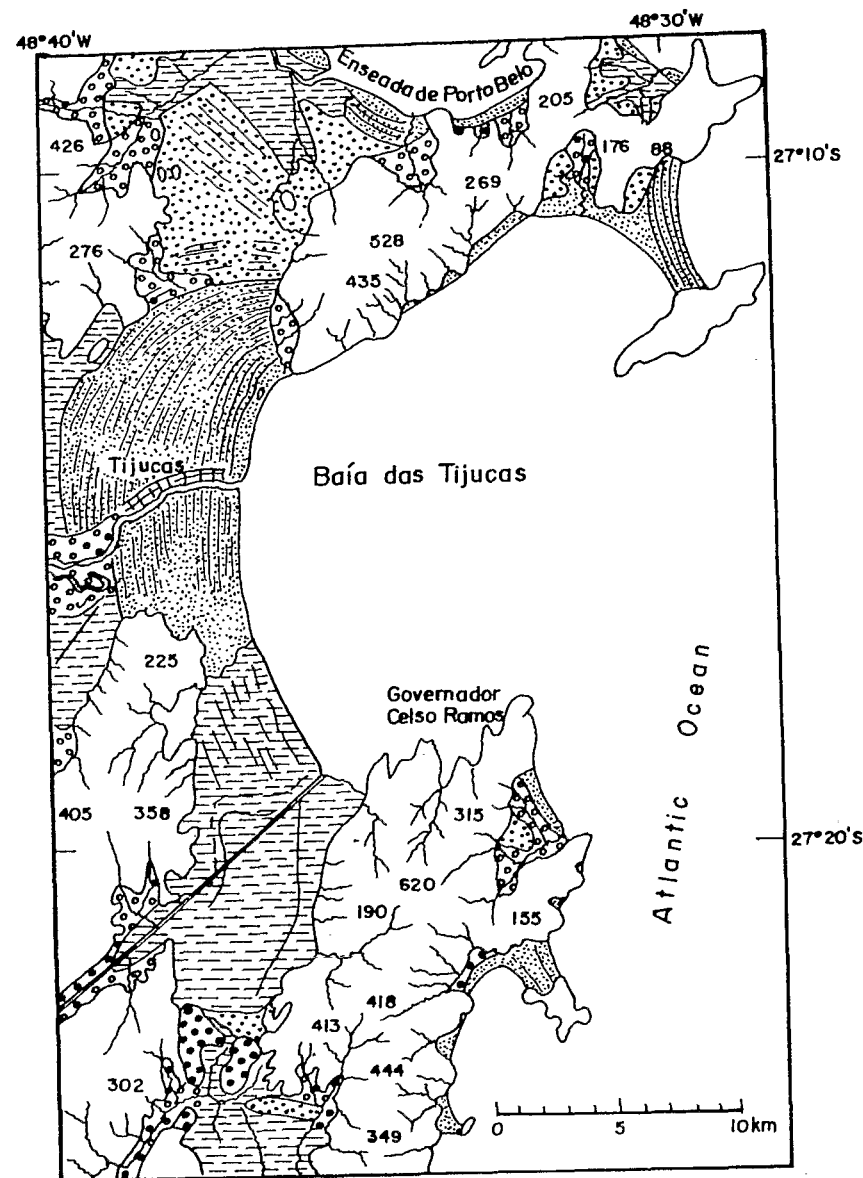 48°40'W
48°30'W
Enseada de Porto Belo
205
426
176
88
27°10'S
269
276
528
435
Tijucas
Baía das Tijucas
225
Governador
Celso Ramos
Atlantic Ocean
405
358
315
27°20'S
620
190
155
418
413
302
444
349
0 5 10 km